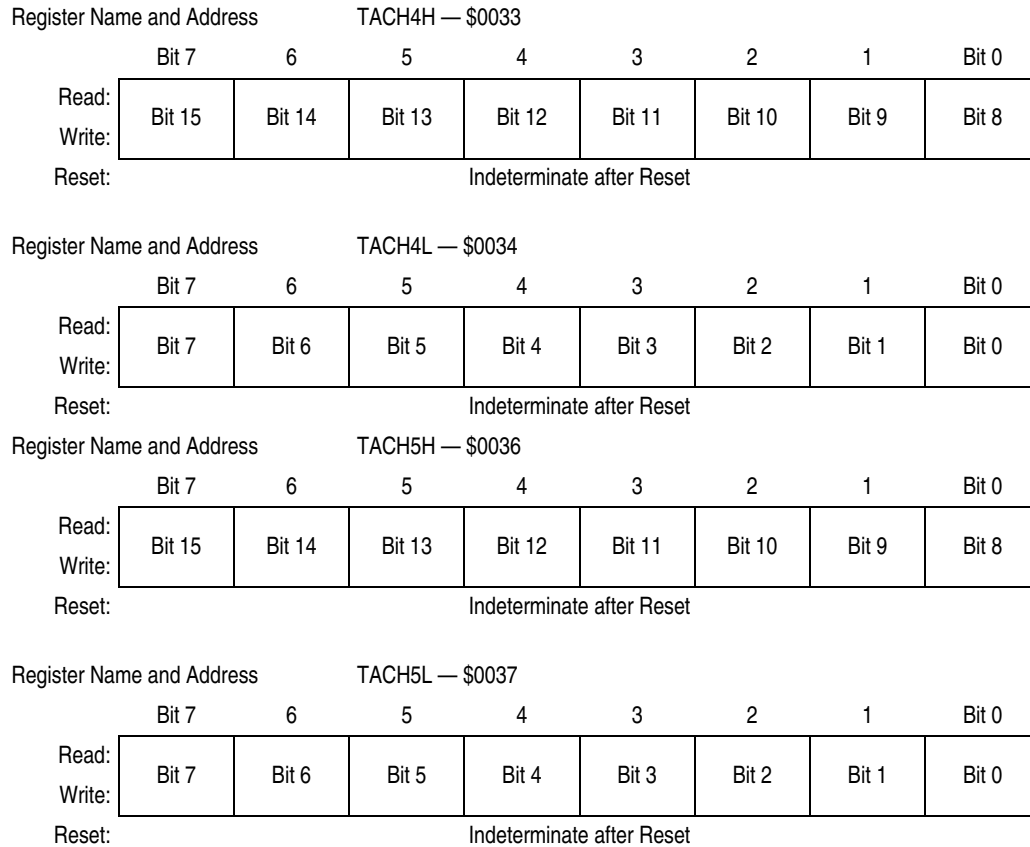 Register Name and Address TACH4H — $0033
Bit 7 6 5 4 3 2 1 Bit 0
Read:
Bit 15 Bit 14 Bit 13 Bit 12 Bit 11 Bit 10 Bit 9 Bit 8
Write:
Reset: Indeterminate after Reset
Register Name and Address TACH4L — $0034
Bit 7 6 5 4 3 2 1 Bit 0
Read:
Bit 7 Bit 6 Bit 5 Bit 4 Bit 3 Bit 2 Bit 1 Bit 0
Write:
Reset: Indeterminate after Reset
Register Name and Address TACH5H — $0036
Bit 7 6 5 4 3 2 1 Bit 0
Read:
Bit 15 Bit 14 Bit 13 Bit 12 Bit 11 Bit 10 Bit 9 Bit 8
Write:
Reset: Indeterminate after Reset
Register Name and Address TACH5L — $0037
Bit 7 6 5 4 3 2 1 Bit 0
Read:
Bit 7 Bit 6 Bit 5 Bit 4 Bit 3 Bit 2 Bit 1 Bit 0
Write:
Reset: Indeterminate after Reset